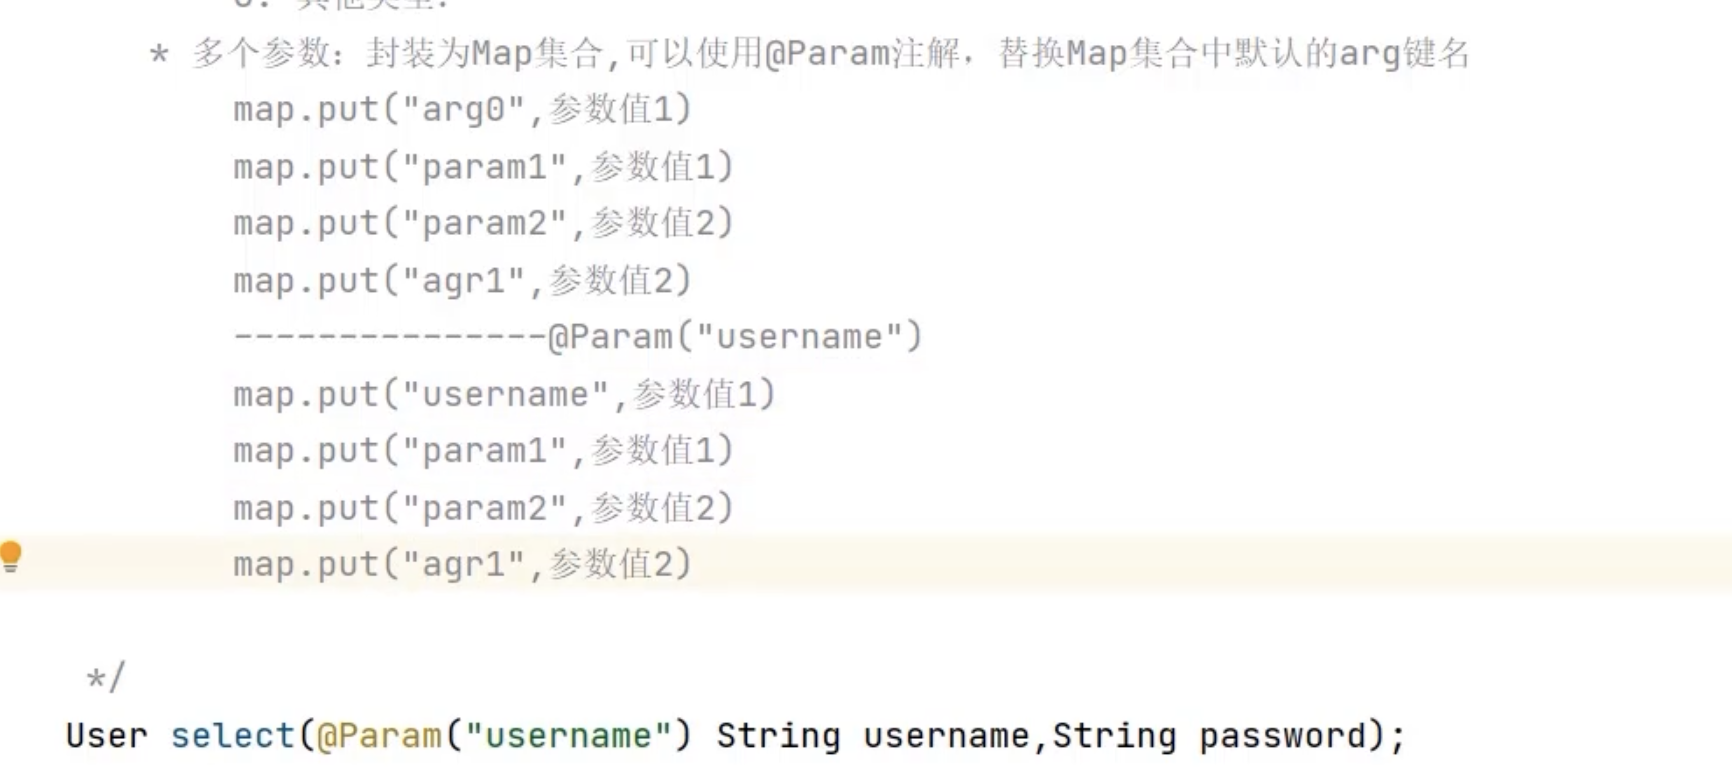 * 多个参数：封装为Map集合,可以使用@Param注解，替换Map集合中默认的arg键名
map.put("arg0",参数值1)
map.put("param1",参数值1)
map.put("param2",参数值2)
map.put("agr1",参数值2)
---------------@Param("username")
map.put("username",参数值1)
map.put("param1",参数值1)
map.put("param2",参数值2)
map.put("agr1",参数值2)
*/
User select(@Param("username") String username,String password);